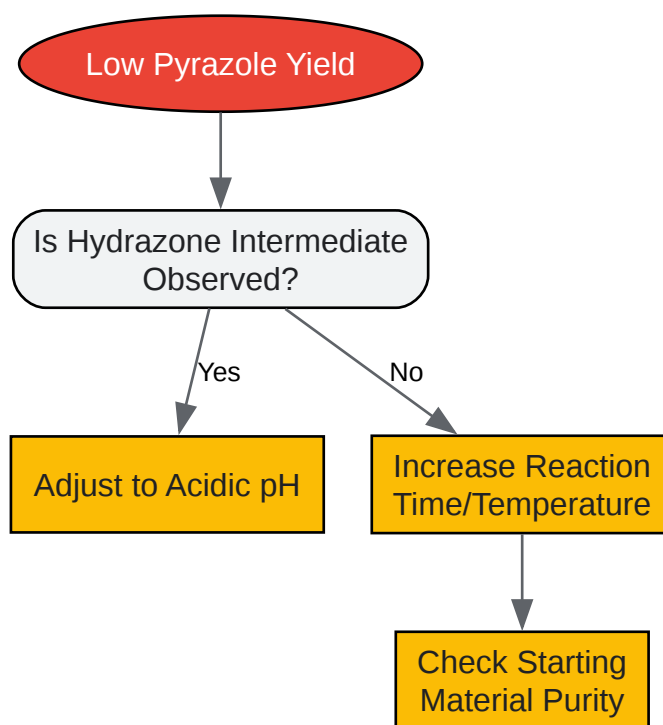 Low Pyrazole Yield
Is Hydrazone Intermediate
Observed?
Yes
No
Adjust to Acidic pH
Increase Reaction
Time/Temperature
Check Starting
Material Purity